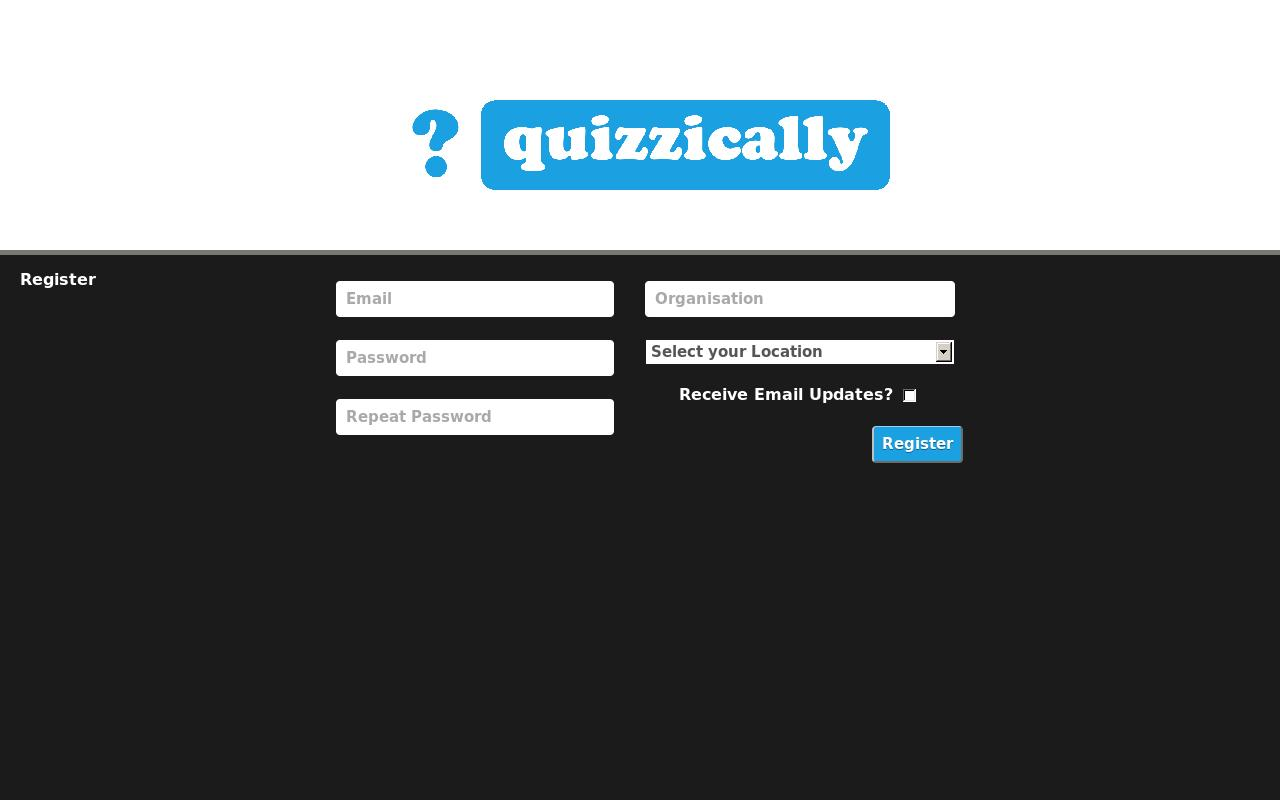 ? quizzically
Register
Email
Organisation
Password
Select your Location
Repeat Password
Receive Email Updates?
Register